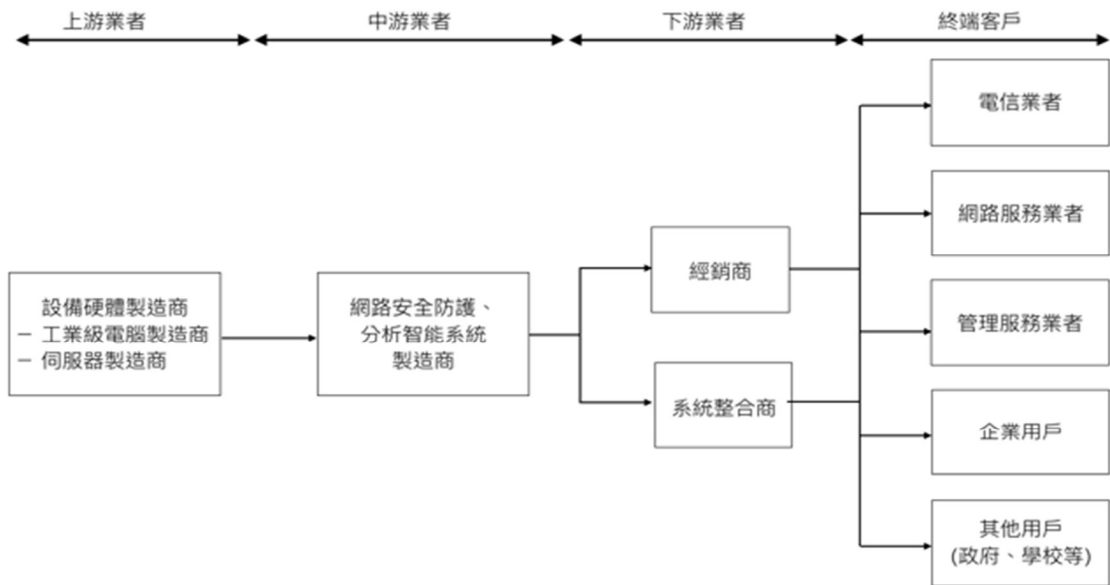 上游業者
中游業者
下游業者
終端客戶
設備硬體製造商
－ 工業級電腦製造商
－ 伺服器製造商
網路安全防護、
分析智能系統
製造商
經銷商
系統整合商
電信業者
網路服務業者
管理服務業者
企業用戶
其他用戶
(政府、學校等)